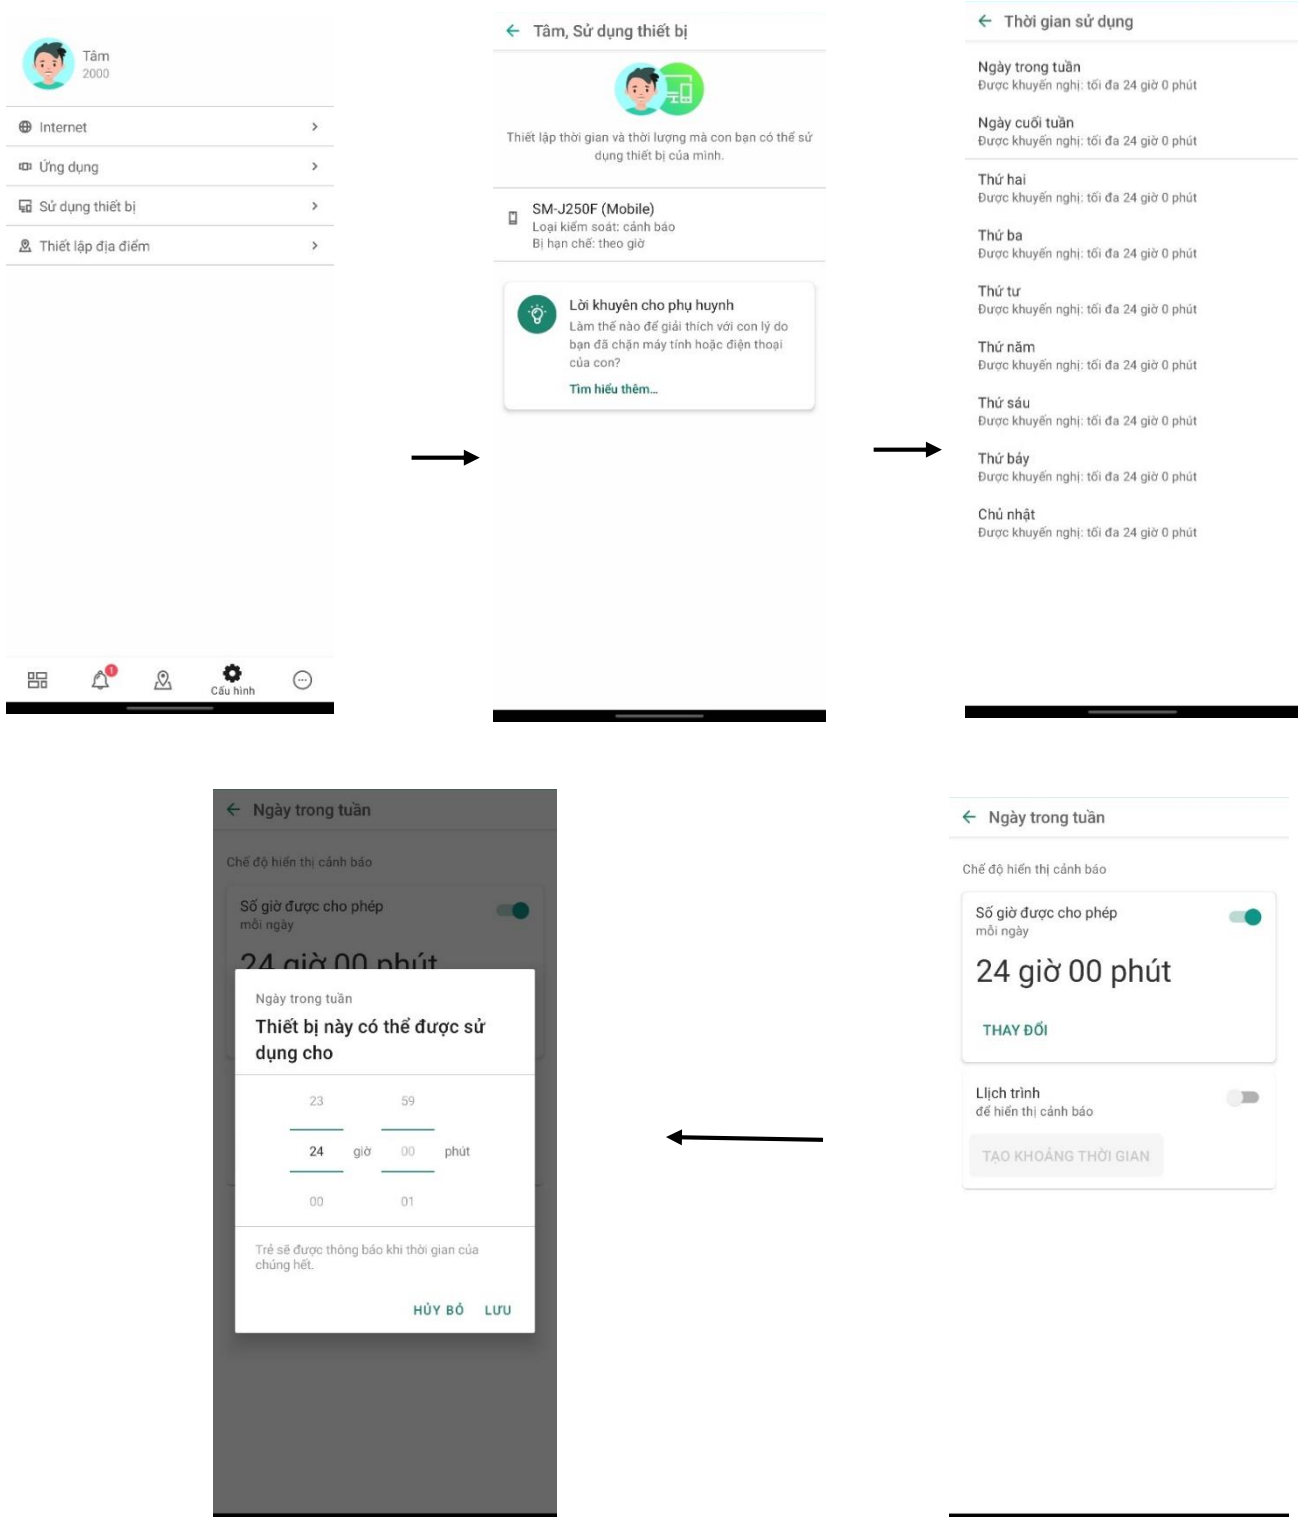 Tâm
2000
Internet
Ứng dụng
Sử dụng thiết bị
Thiết lập địa điểm
1
Cấu hình
Tâm, Sử dụng thiết bị
Thiết lập thời gian và thời lượng mà con bạn có thể sử
dụng thiết bị của mình.
SM-J250F (Mobile)
Loại kiểm soát: cảnh báo
Bị hạn chế: theo giờ
Lời khuyên cho phụ huynh
Làm thế nào để giải thích với con lý do
bạn đã chặn máy tính hoặc điện thoại
của con?
Tìm hiểu thêm...
Thời gian sử dụng
Ngày trong tuần
Được khuyến nghị: tối đa 24 giờ 0 phút
Ngày cuối tuần
Được khuyến nghị: tối đa 24 giờ 0 phút
Thứ hai
Được khuyến nghị: tối đa 24 giờ 0 phút
Thứ ba
Được khuyến nghị: tối đa 24 giờ 0 phút
Thứ tư
Được khuyến nghị: tối đa 24 giờ 0 phút
Thứ năm
Được khuyến nghị: tối đa 24 giờ 0 phút
Thứ sáu
Được khuyến nghị: tối đa 24 giờ 0 phút
Thứ bảy
Được khuyến nghị: tối đa 24 giờ 0 phút
Chủ nhật
Được khuyến nghị: tối đa 24 giờ 0 phút
Ngày trong tuần
Chế độ hiển thị cảnh báo
Số giờ được cho phép
mỗi ngày
24 giờ 00 phút
Ngày trong tuần
Thiết bị này có thể được sử
dụng cho
23 59
24 giờ 00 phút
00 01
Trẻ sẽ được thông báo khi thời gian của
chúng hết.
HỦY BỎ LƯU
Ngày trong tuần
Chế độ hiển thị cảnh báo
Số giờ được cho phép
mỗi ngày
24 giờ 00 phút
THAY ĐỔI
Llịch trình
để hiển thị cảnh báo
TẠO KHOẢNG THỜI GIAN